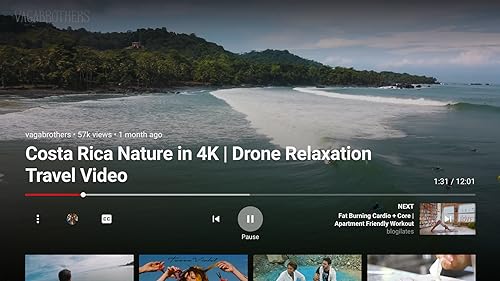 VAGABROTHERS
vagabrothers • 57k views • 1 month ago
Costa Rica Nature in 4K | Drone Relaxation
Travel Video
1:31 / 12:01
CC
Pause
NEXT
Fat Burning Cardio + Core |
Apartment Friendly Workout
blogilates